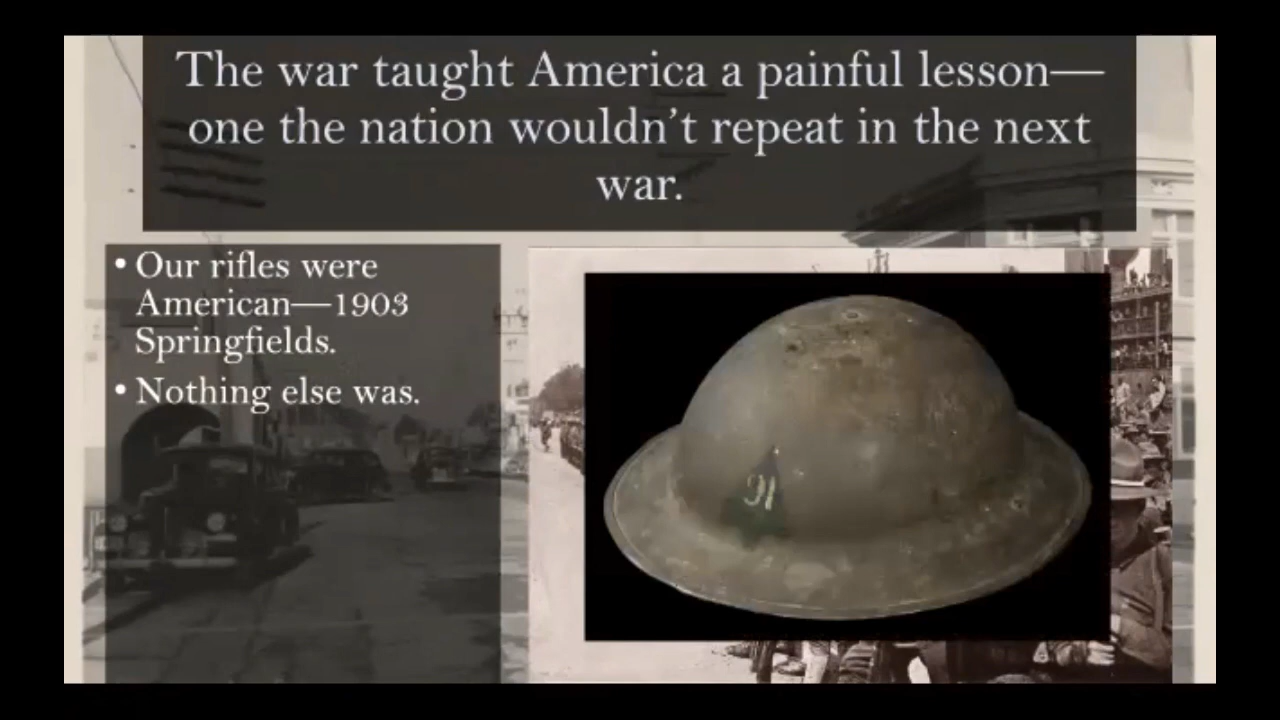 The war taught America a painful lesson—
one the nation wouldn’t repeat in the next
war.
• Our rifles were
American—1903
Springfields.
• Nothing else was.
91